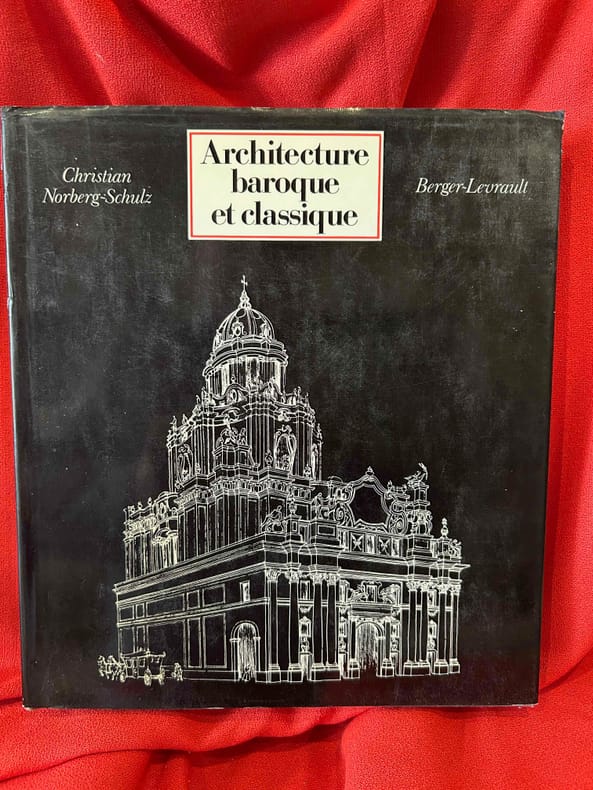 Christian
Norberg-Schulz
Architecture
baroque
et classique
Berger-Levrault